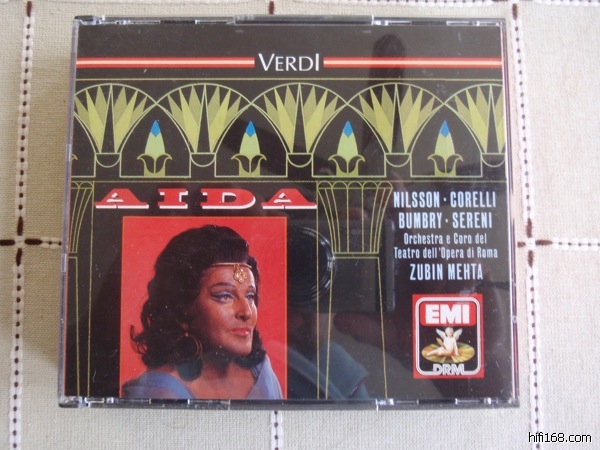 VERDI
AIDA
NILSSON · CORELLI
BUMBRY · SERENI
Orchestra e Coro del
Teatro dell'Opera di Roma
ZUBIN MEHTA
EMI
DRM
hifi168.com